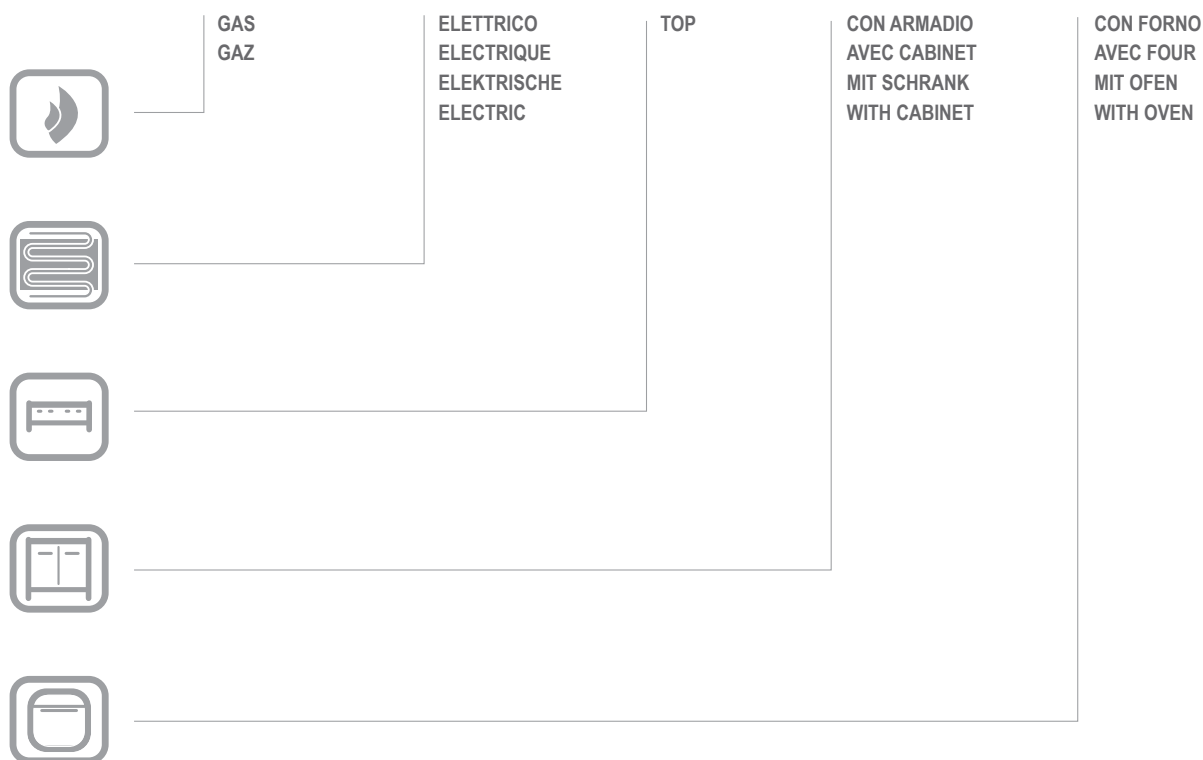 GAS
GAZ
ELETTRICO
ELECTRIQUE
ELEKTRISCHE
ELECTRIC
TOP
CON ARMADIO
AVEC CABINET
MIT SCHRANK
WITH CABINET
CON FORNO
AVEC FOUR
MIT OFEN
WITH OVEN